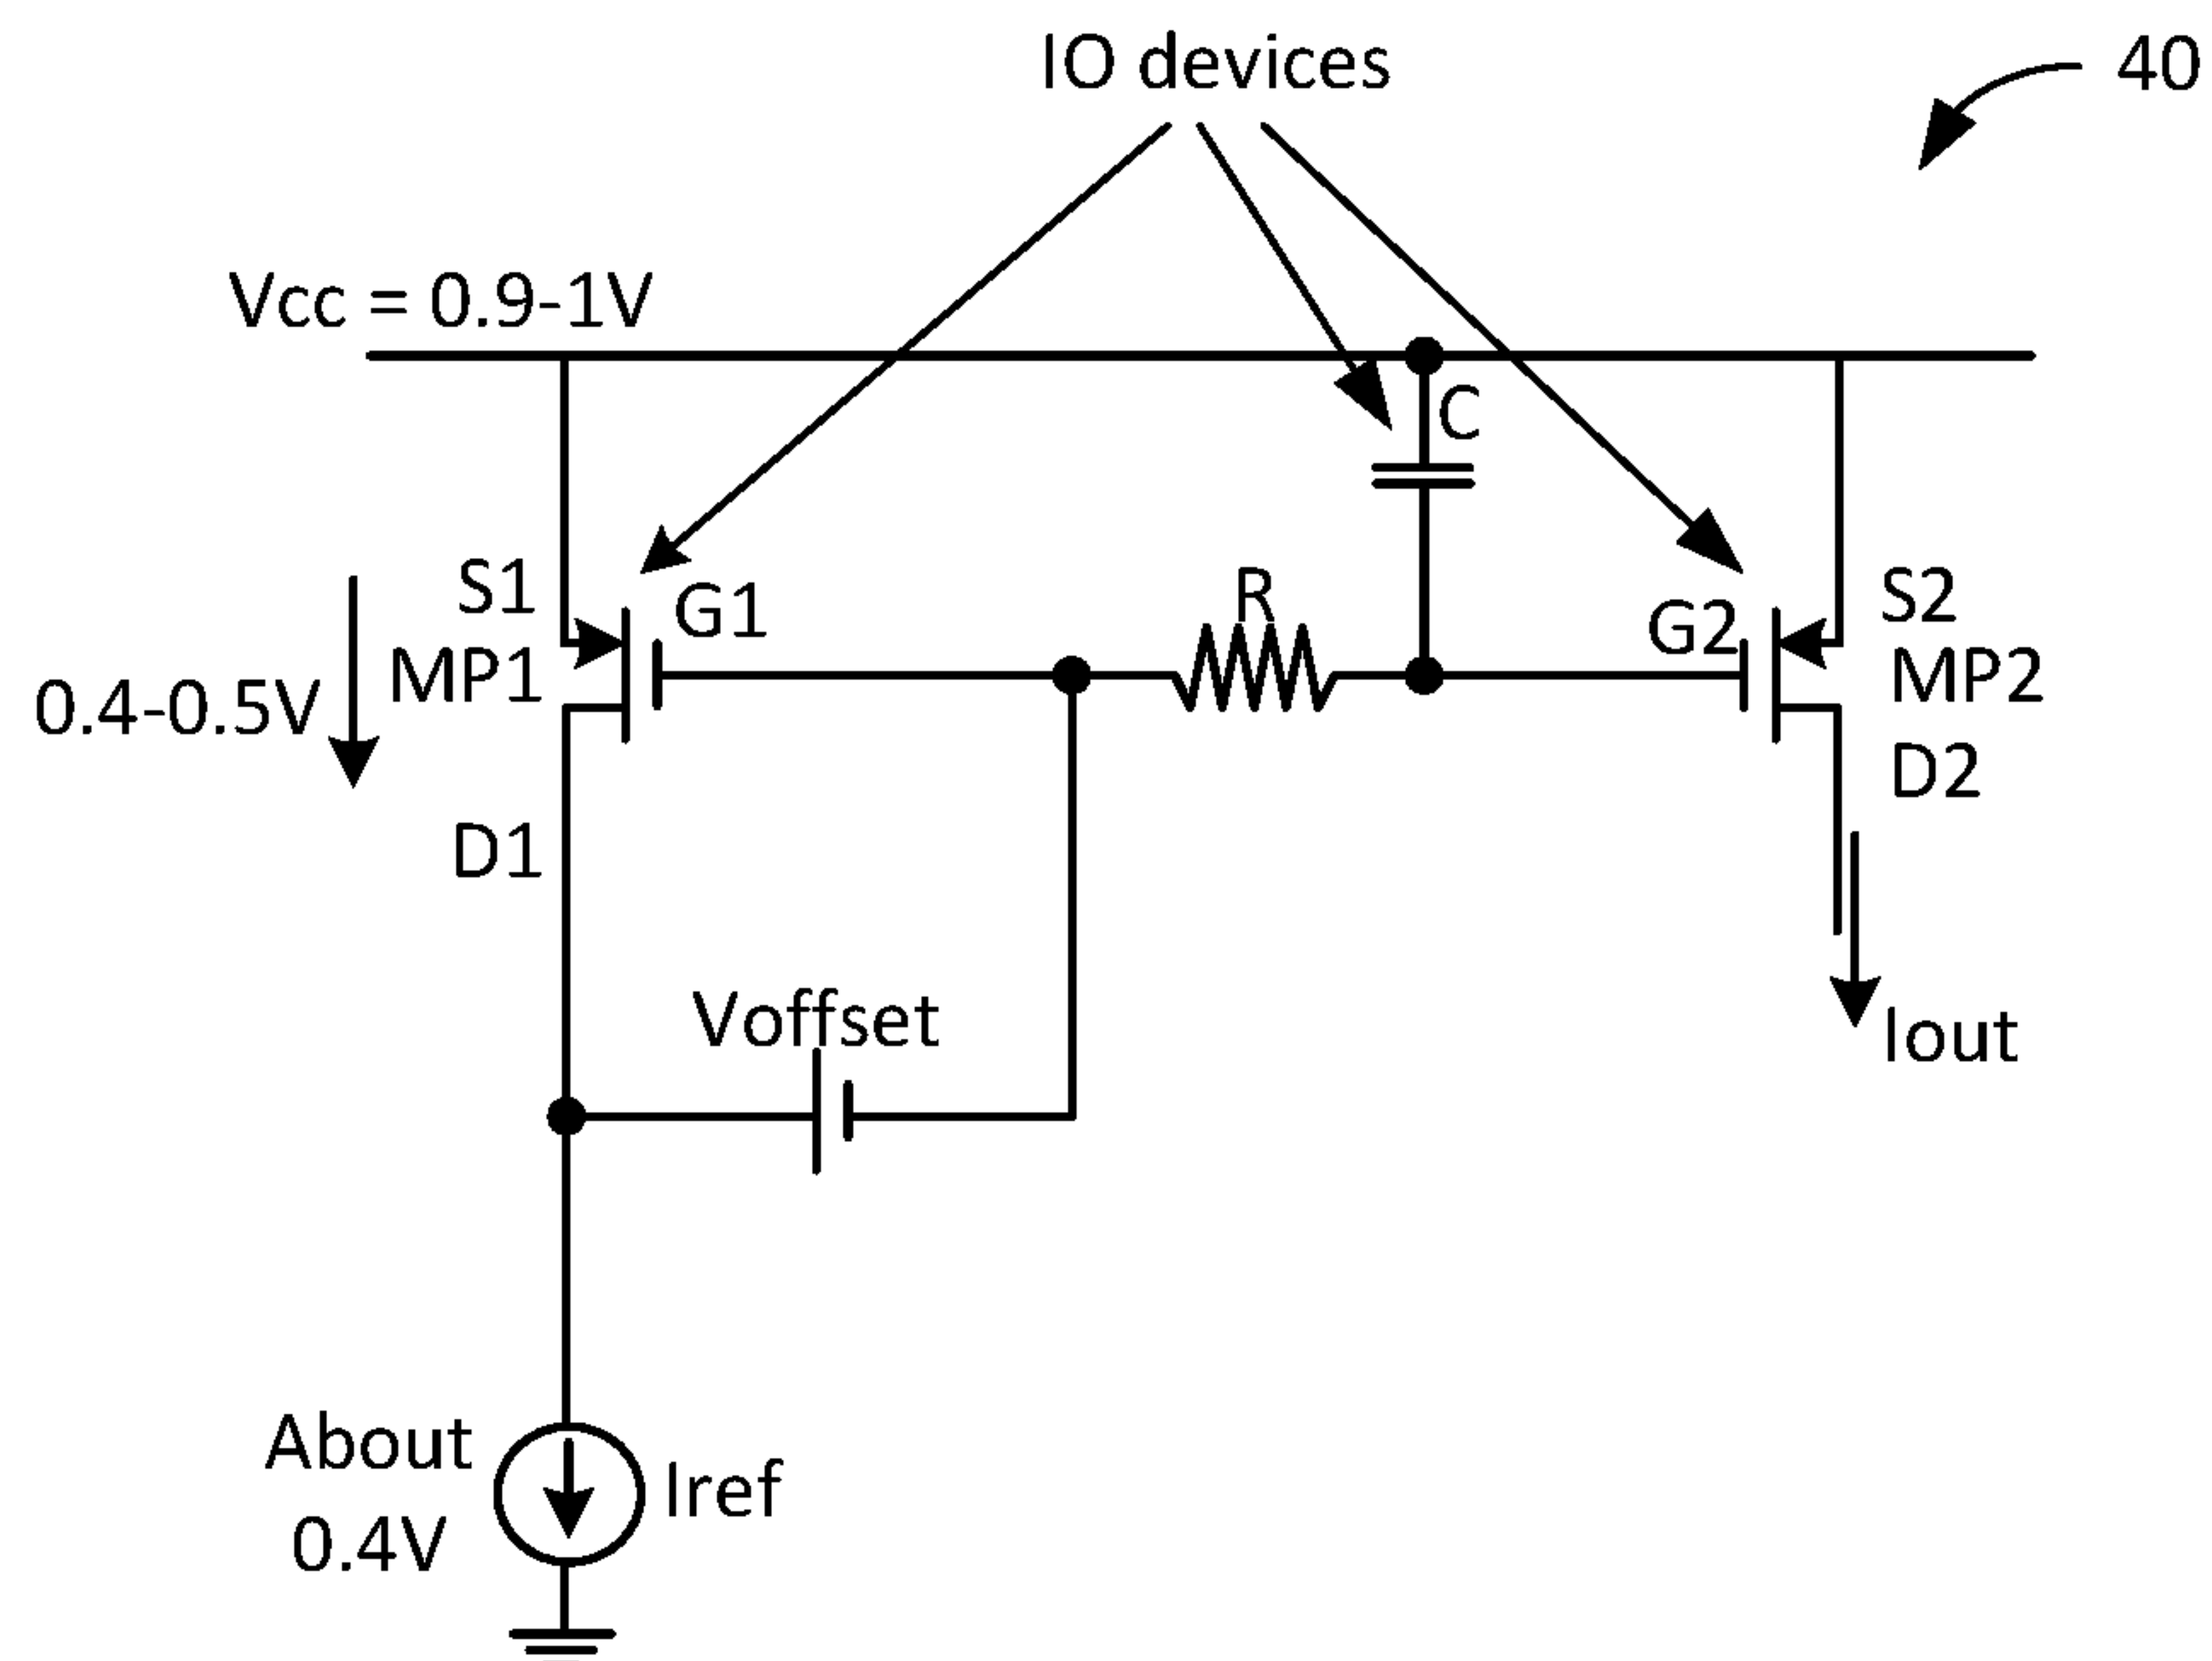 IO devices
40
Vcc = 0.9-1V
C
S1
G1
R
G2
S2
MP1
MP2
0.4-0.5V
D2
D1
Voffset
Iout
About
0.4V
Iref